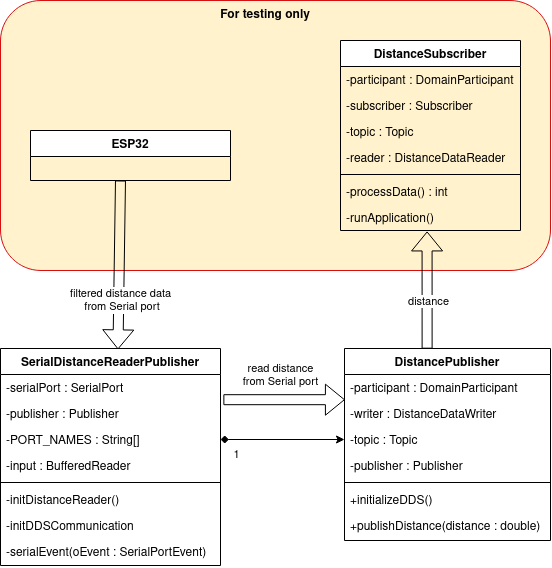 For testing only
DistanceSubscriber
-participant : DomainParticipant
-subscriber : Subscriber
-topic : Topic
-reader : DistanceDataReader
-processData() : int
-runApplication()
ESP32
filtered distance data
from Serial port
distance
SerialDistanceReaderPublisher
-serialPort : SerialPort
-publisher : Publisher
-PORT_NAMES : String[]
-input : BufferedReader
-initDistanceReader()
-initDDSCommunication
-serialEvent(oEvent : SerialPortEvent)
read distance
from Serial port
1
DistancePublisher
-participant : DomainParticipant
-writer : DistanceDataWriter
-topic : Topic
-publisher : Publisher
+initializeDDS()
+publishDistance(distance : double)